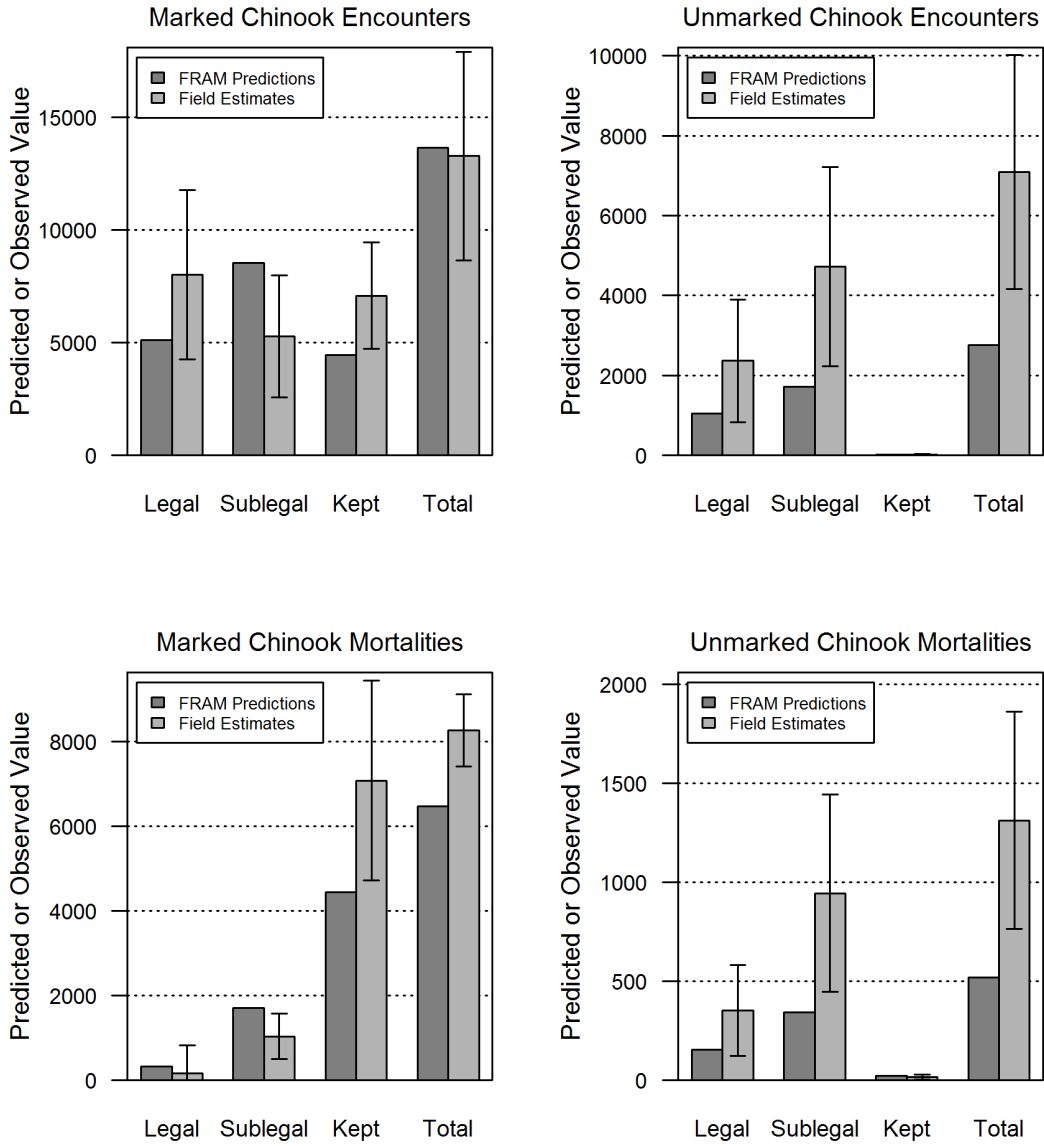 Marked Chinook Encounters
Predicted or Observed Value
FRAM Predictions
Field Estimates
15000
10000
5000
0
Legal Sublegal Kept Total
Unmarked Chinook Encounters
Predicted or Observed Value
FRAM Predictions
Field Estimates
10000
8000
6000
4000
2000
0
Legal Sublegal Kept Total
Marked Chinook Mortalities
Predicted or Observed Value
FRAM Predictions
Field Estimates
8000
6000
4000
2000
0
Legal Sublegal Kept Total
Unmarked Chinook Mortalities
Predicted or Observed Value
FRAM Predictions
Field Estimates
2000
1500
1000
500
0
Legal Sublegal Kept Total